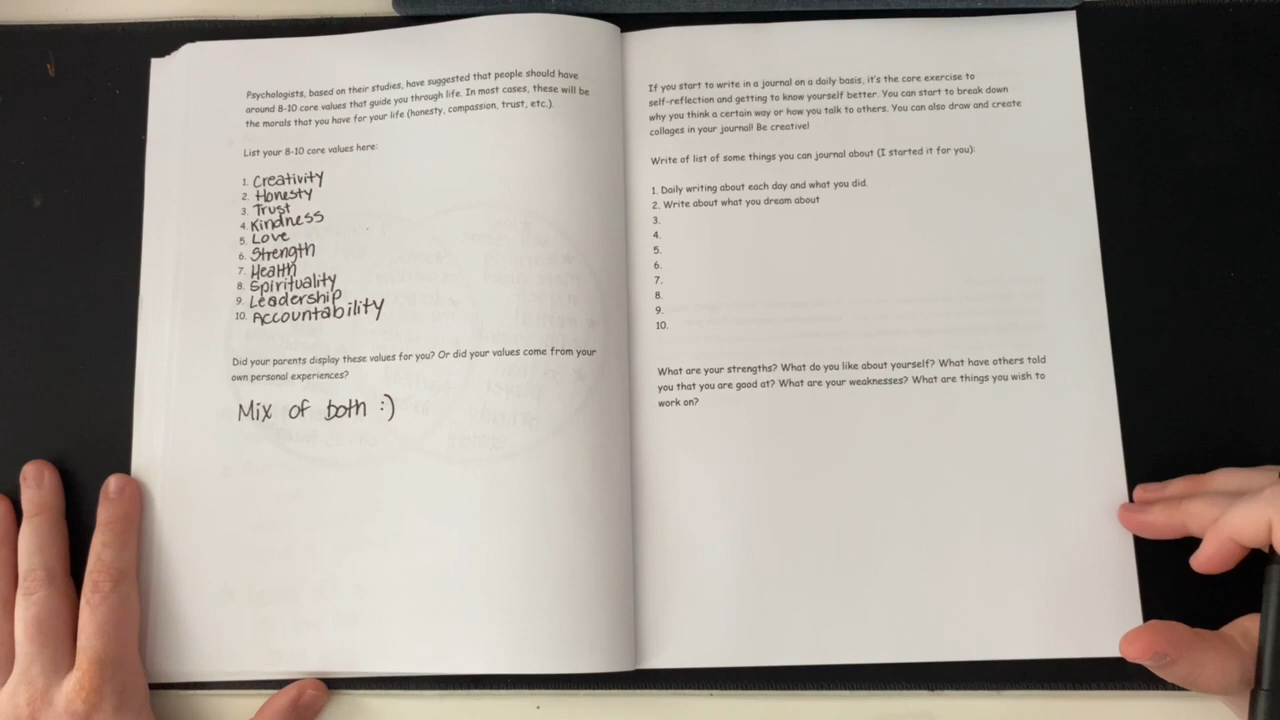 Psychologists, based on their studies, have suggested that people should have
around 8-10 core values that guide you through life. In most cases, these will be
the morals that you have for your life (honesty, compassion, trust, etc.).
List your 8-10 core values here:
1. Creativity
2. Honesty
3. Trust
4. Kindness
5. Love
6. Strength
7. Health
8. Spirituality
9. Leadership
10. Accountability
Did your parents display these values for you? Or did your values come from your
own personal experiences?
Mix of both :)
If you start to write in a journal on a daily basis, it's the core exercise to
self-reflection and getting to know yourself better. You can start to break down
why you think a certain way or how you talk to others. You can also draw and create
collages in your journal! Be creative!
Write of list of some things you can journal about (I started it for you):
1. Daily writing about each day and what you did.
2. Write about what you dream about
3.
4.
5.
6.
7.
8.
9.
10.
What are your strengths? What do you like about yourself? What have others told
you that you are good at? What are your weaknesses? What are things you wish to
work on?